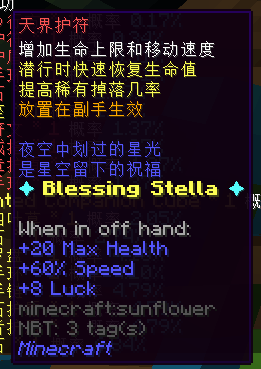 天界护符
增加生命上限和移动速度
潜行时快速恢复生命值
提高稀有掉落几率
放置在副手生效
夜空中划过的星光
是星空留下的祝福
✦ Blessing Stella ✦
When in off hand:
+20 Max Health
+60% Speed
+8 Luck
minecraft:sunflower
NBT: 3 tag(s)
Minecraft